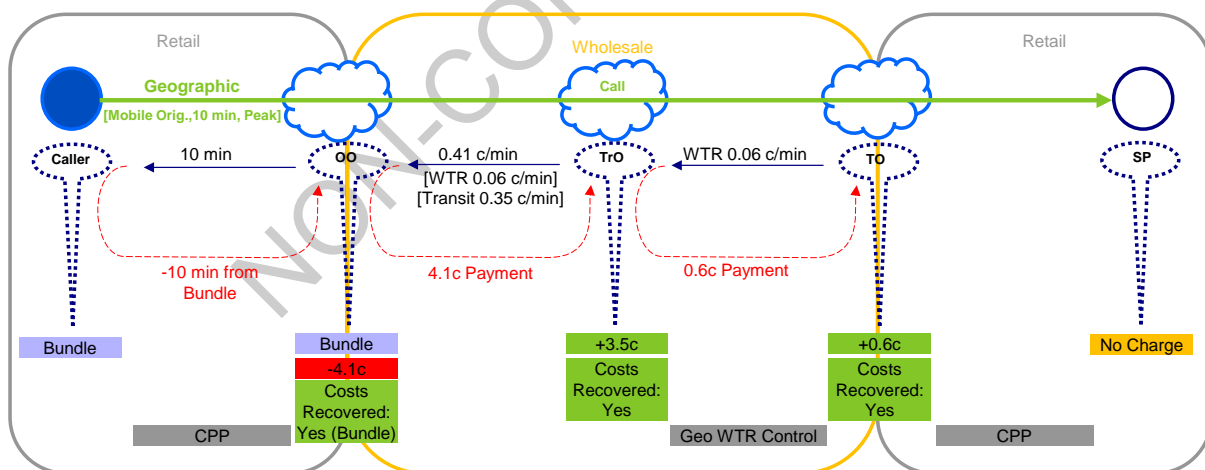 Retail
Wholesale
Retail
Geographic
Call
[Mobile Orig.,10 min, Peak]
Caller
10 min
OO
0.41 c/min
[WTR 0.06 c/min]
[Transit 0.35 c/min]
TrO
WTR 0.06 c/min
TO
SP
-10 min from
Bundle
4.1c Payment
0.6c Payment
Bundle
Bundle
-4.1c
Costs
Recovered:
Yes (Bundle)
+3.5c
Costs
Recovered:
Yes
+0.6c
Costs
Recovered:
Yes
No Charge
CPP
Geo WTR Control
CPP
NON-CO